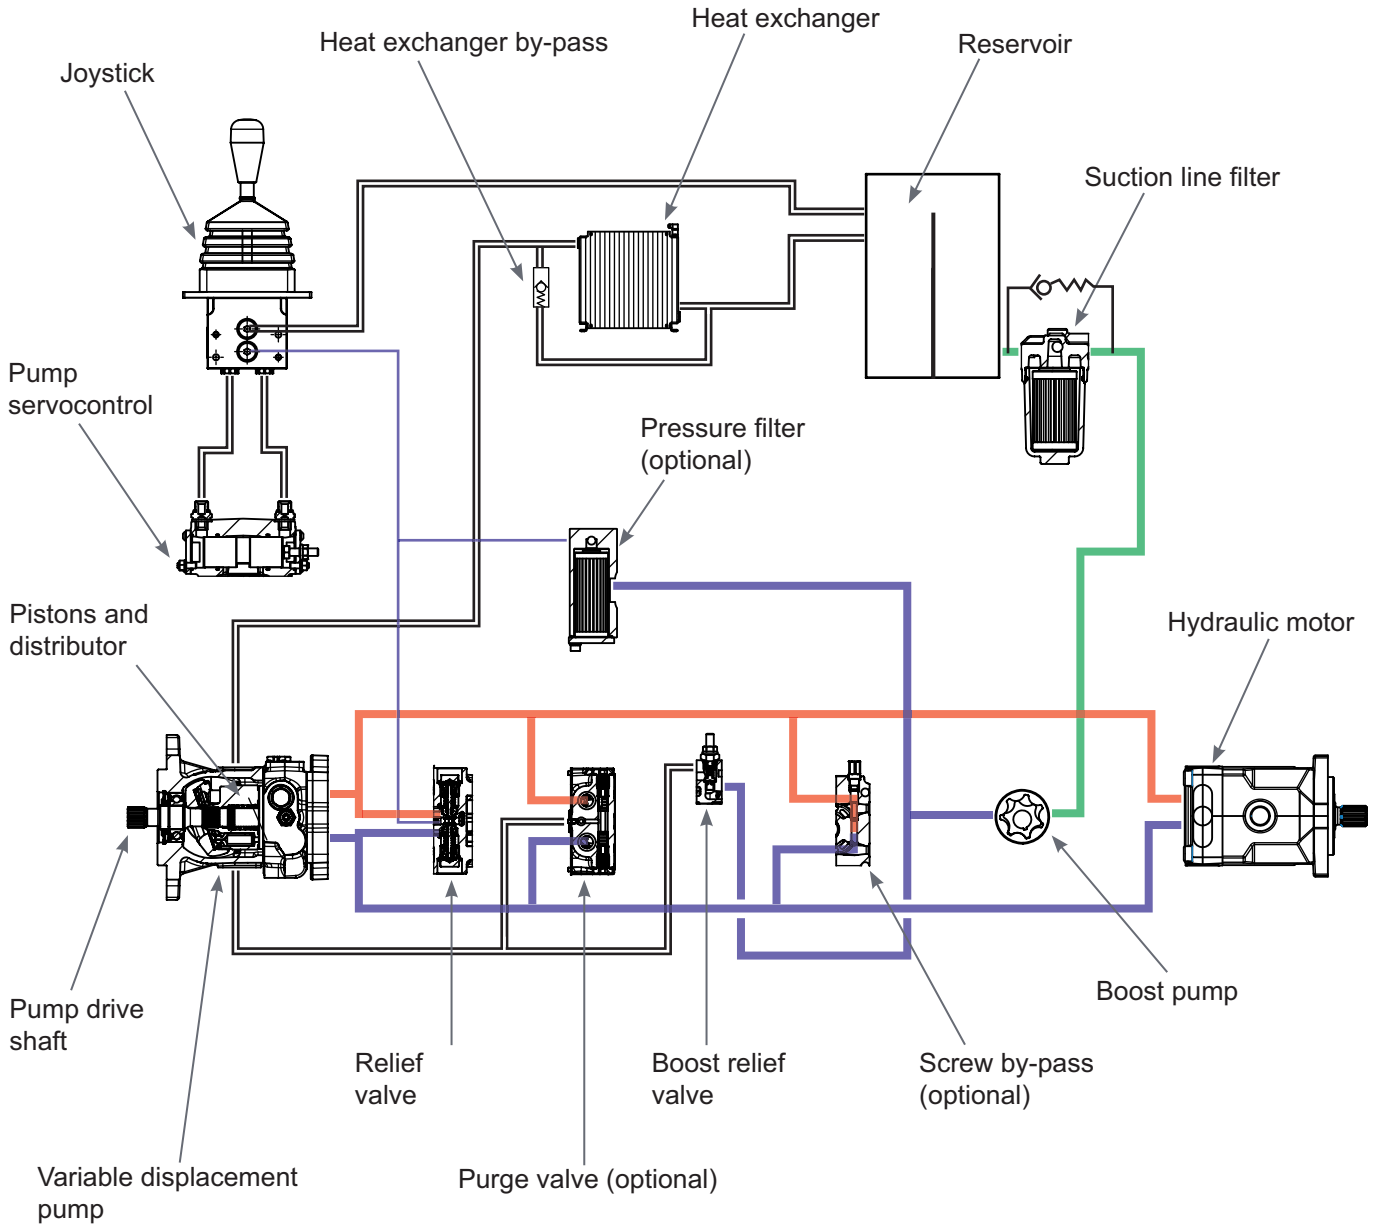 Heat exchanger
Heat exchanger by-pass
Reservoir
Joystick
Suction line filter
Pump
servocontrol
Pressure filter
(optional)
Pistons and
distributor
Hydraulic motor
Pump drive
shaft
Boost pump
Relief
valve
Boost relief
valve
Screw by-pass
(optional)
Variable displacement
pump
Purge valve (optional)